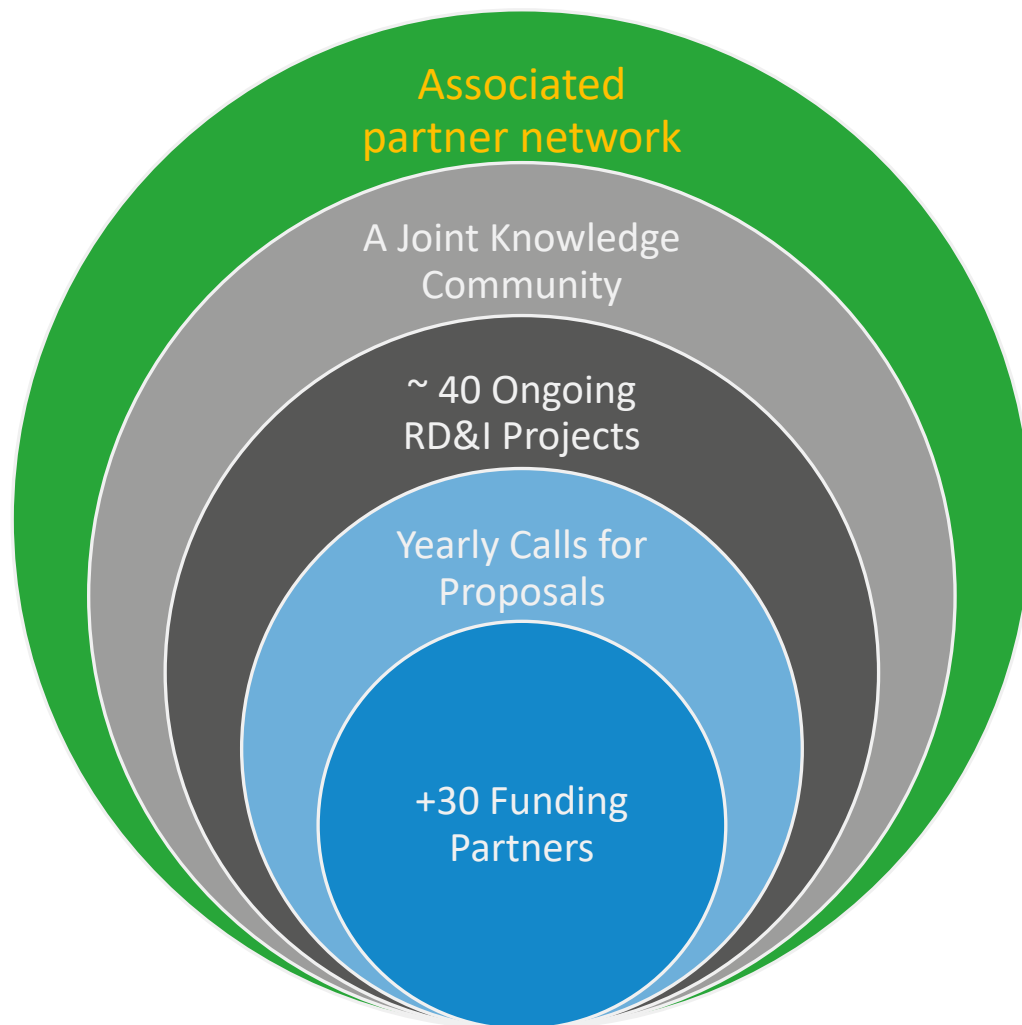 Associated
partner network
A Joint Knowledge
Community
~ 40 Ongoing
RD&I Projects
Yearly Calls for
Proposals
+30 Funding
Partners